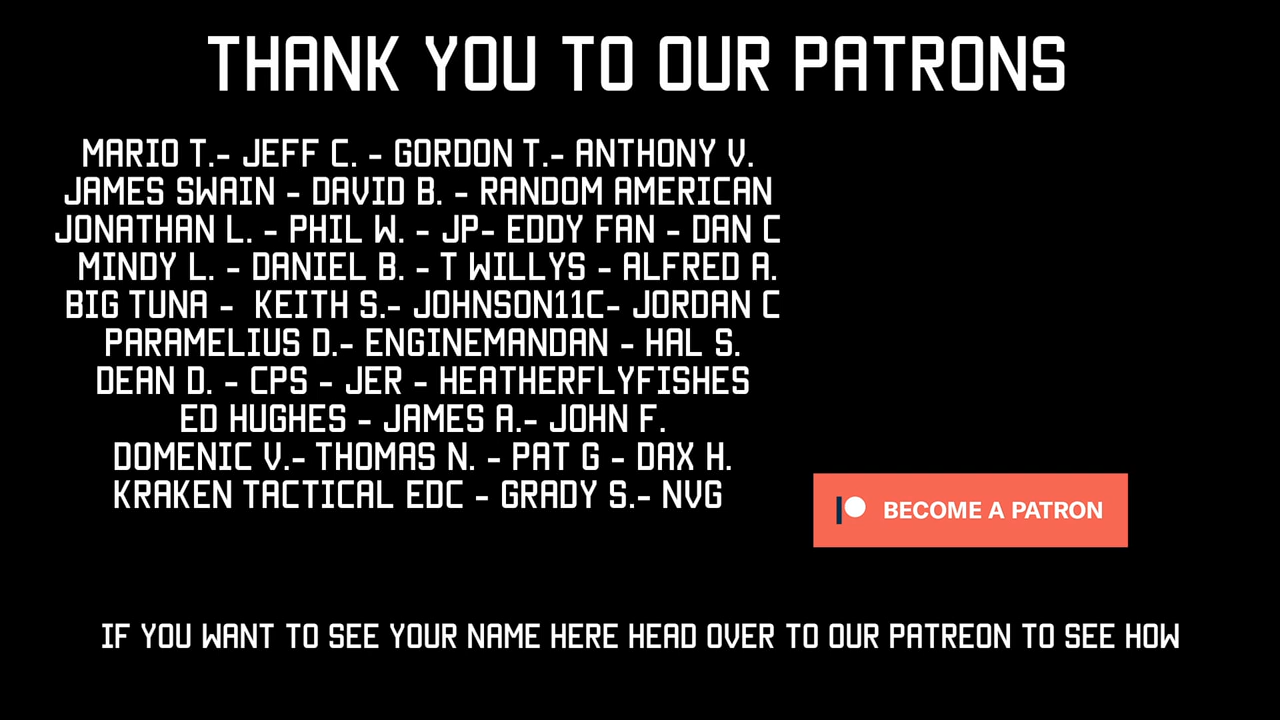 THANK YOU TO OUR PATRONS
MARIO T.- JEFF C. - GORDON T.- ANTHONY V.
JAMES SWAIN - DAVID B. - RANDOM AMERICAN
JONATHAN L. - PHIL W. - JP- EDDY FAN - DAN C
MINDY L. - DANIEL B. - T WILLYS - ALFRED A.
BIG TUNA - KEITH S.- JOHNSON11C- JORDAN C
PARAMELIUS D.- ENGINEMANDAN - HAL S.
DEAN D. - CPS - JER - HEATHERFLYFISHES
ED HUGHES - JAMES A.- JOHN F.
DOMENIC V.- THOMAS N. - PAT G - DAX H.
KRAKEN TACTICAL EDC - GRADY S.- NVG
BECOME A PATRON
IF YOU WANT TO SEE YOUR NAME HERE HEAD OVER TO OUR PATREON TO SEE HOW